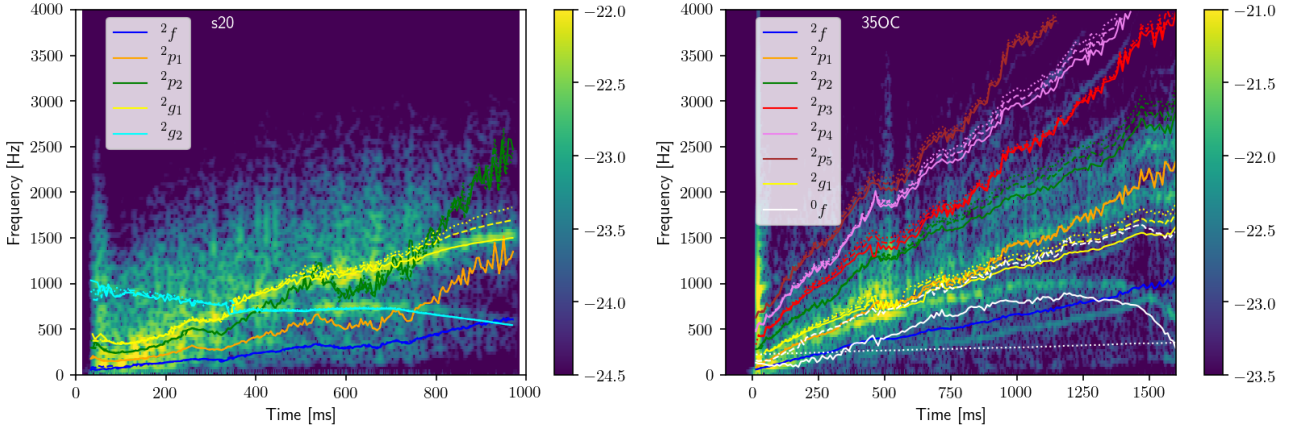 s20
²f
²p₁
²p₂
²g₁
²g₂
4000
3500
3000
2500
2000
1500
1000
500
0
Frequency [Hz]
0 200 400 600 800 1000
Time [ms]
−22.0
−22.5
−23.0
−23.5
−24.0
−24.5
35OC
²f
²p₁
²p₂
²p₃
²p₄
²p₅
²g₁
⁰f
4000
3500
3000
2500
2000
1500
1000
500
0
Frequency [Hz]
0 250 500 750 1000 1250 1500
Time [ms]
−21.0
−21.5
−22.0
−22.5
−23.0
−23.5